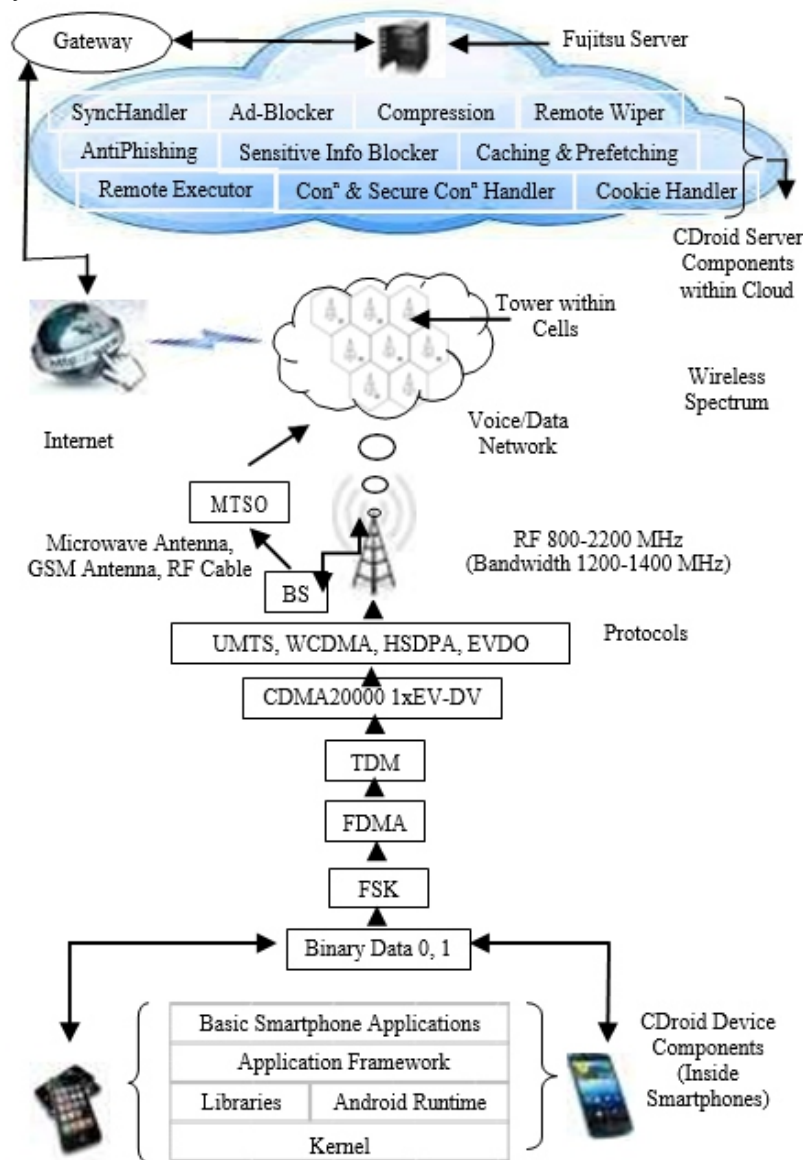 Gateway
Fujitsu Server
SyncHandler
Ad-Blocker
Compression
Remote Wiper
AntiPhishing
Sensitive Info Blocker
Caching & Prefetching
Remote Executor
Conⁿ & Secure Conⁿ Handler
Cookie Handler
CDroid Server
Components
within Cloud
Tower within
Cells
Wireless
Spectrum
Internet
Voice/Data
Network
MTSO
Microwave Antenna,
GSM Antenna, RF Cable
BS
RF 800-2200 MHz
(Bandwidth 1200-1400 MHz)
UMTS, WCDMA, HSDPA, EVDO
Protocols
CDMA20000 1xEV-DV
TDM
FDMA
FSK
Binary Data 0, 1
Basic Smartphone Applications
Application Framework
Libraries
Android Runtime
Kernel
CDroid Device
Components
(Inside
Smartphones)